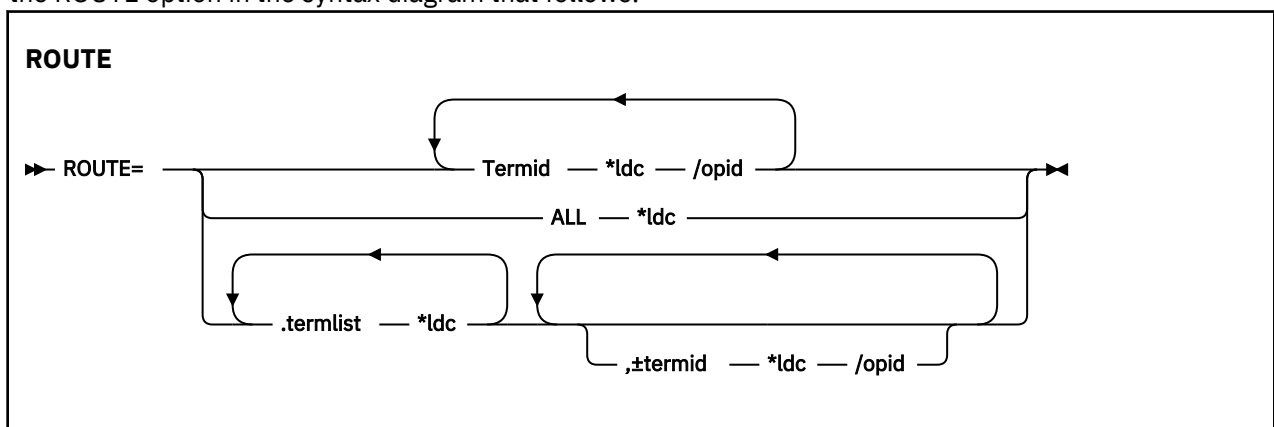 the ROUTE option in the syntax diagram that follows.
ROUTE
ROUTE= Termid *ldc /opid
ALL *ldc
.termlist *ldc
,±termid *ldc /opid